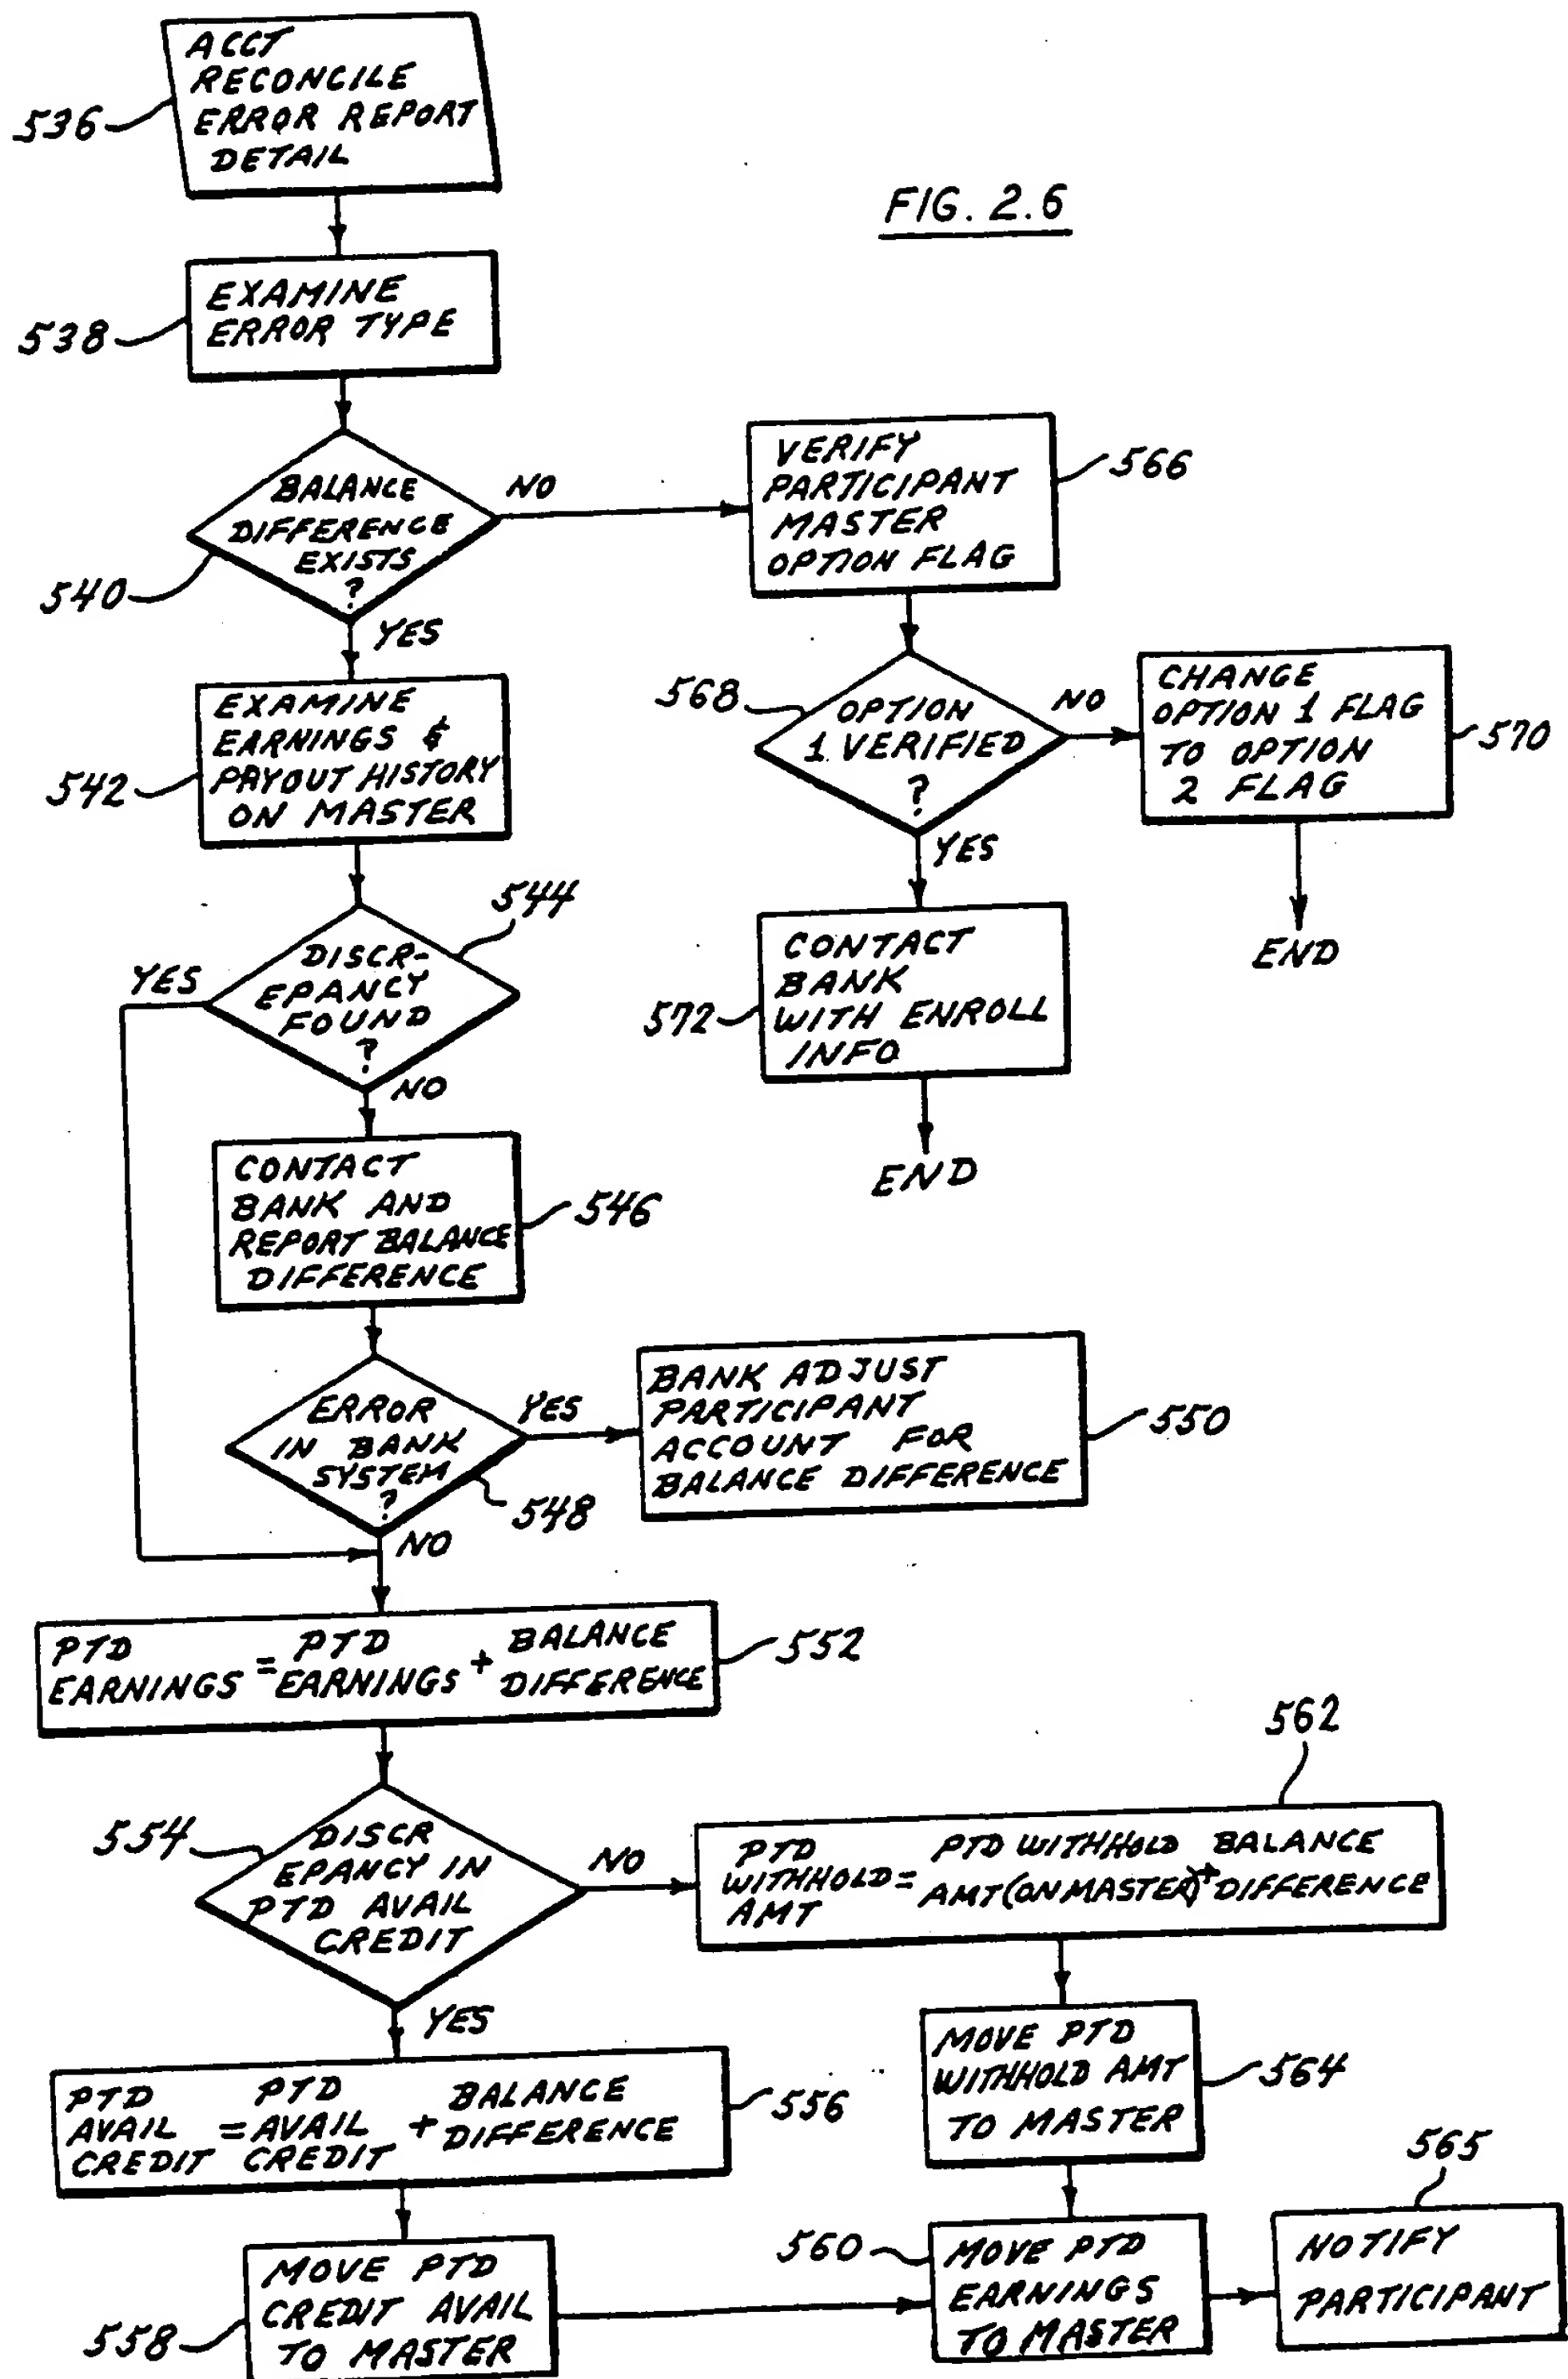 ACCT
RECONCILE
ERROR REPORT
DETAIL
536
FIG. 2.6
EXAMINE
ERROR TYPE
538
BALANCE
DIFFERENCE
EXISTS
?
540
NO
YES
VERIFY
PARTICIPANT
MASTER
OPTION FLAG
566
EXAMINE
EARNINGS &
PAYOUT HISTORY
ON MASTER
542
568
OPTION
1 VERIFIED
?
NO
YES
CHANGE
OPTION 1 FLAG
TO OPTION
2 FLAG
570
END
544
DISCR-
EPANCY
FOUND
?
YES
NO
CONTACT
BANK
WITH ENROLL
INFO
572
END
CONTACT
BANK AND
REPORT BALANCE
DIFFERENCE
546
ERROR
IN BANK
SYSTEM
?
548
YES
NO
BANK ADJUST
PARTICIPANT
ACCOUNT FOR
BALANCE DIFFERENCE
550
PTD PTD BALANCE
EARNINGS = EARNINGS + DIFFERENCE
552
554
DISCR
EPANCY IN
PTD AVAIL
CREDIT
NO
YES
562
PTD PTD WITHHOLD BALANCE
WITHHOLD = AMT (ON MASTER) + DIFFERENCE
AMT
PTD PTD BALANCE
AVAIL = AVAIL + DIFFERENCE
CREDIT CREDIT
556
MOVE PTD
WITHHOLD AMT
TO MASTER
564
MOVE PTD
CREDIT AVAIL
TO MASTER
558
560
MOVE PTD
EARNINGS
TO MASTER
565
NOTIFY
PARTICIPANT